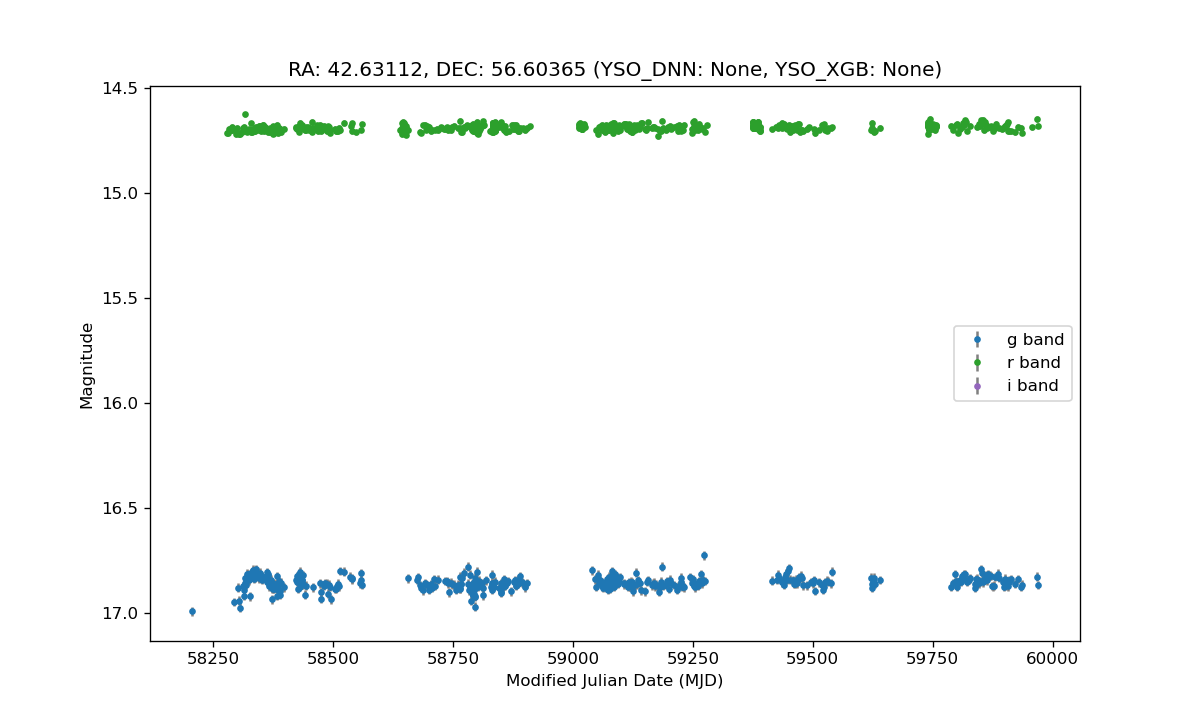 RA: 42.63112, DEC: 56.60365 (YSO_DNN: None, YSO_XGB: None)
14.5
15.0
15.5
16.0
16.5
17.0
Magnitude
g band
r band
i band
58250 58500 58750 59000 59250 59500 59750 60000
Modified Julian Date (MJD)